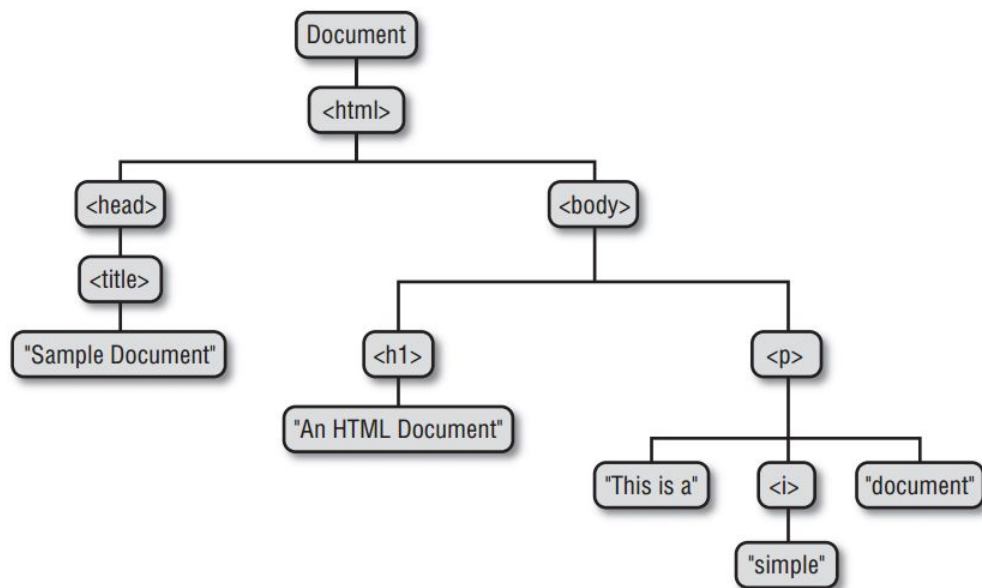 Document
<html>
<head>
<body>
<title>
"Sample Document"
<h1>
<p>
"An HTML Document"
"This is a"
<i>
"document"
"simple"